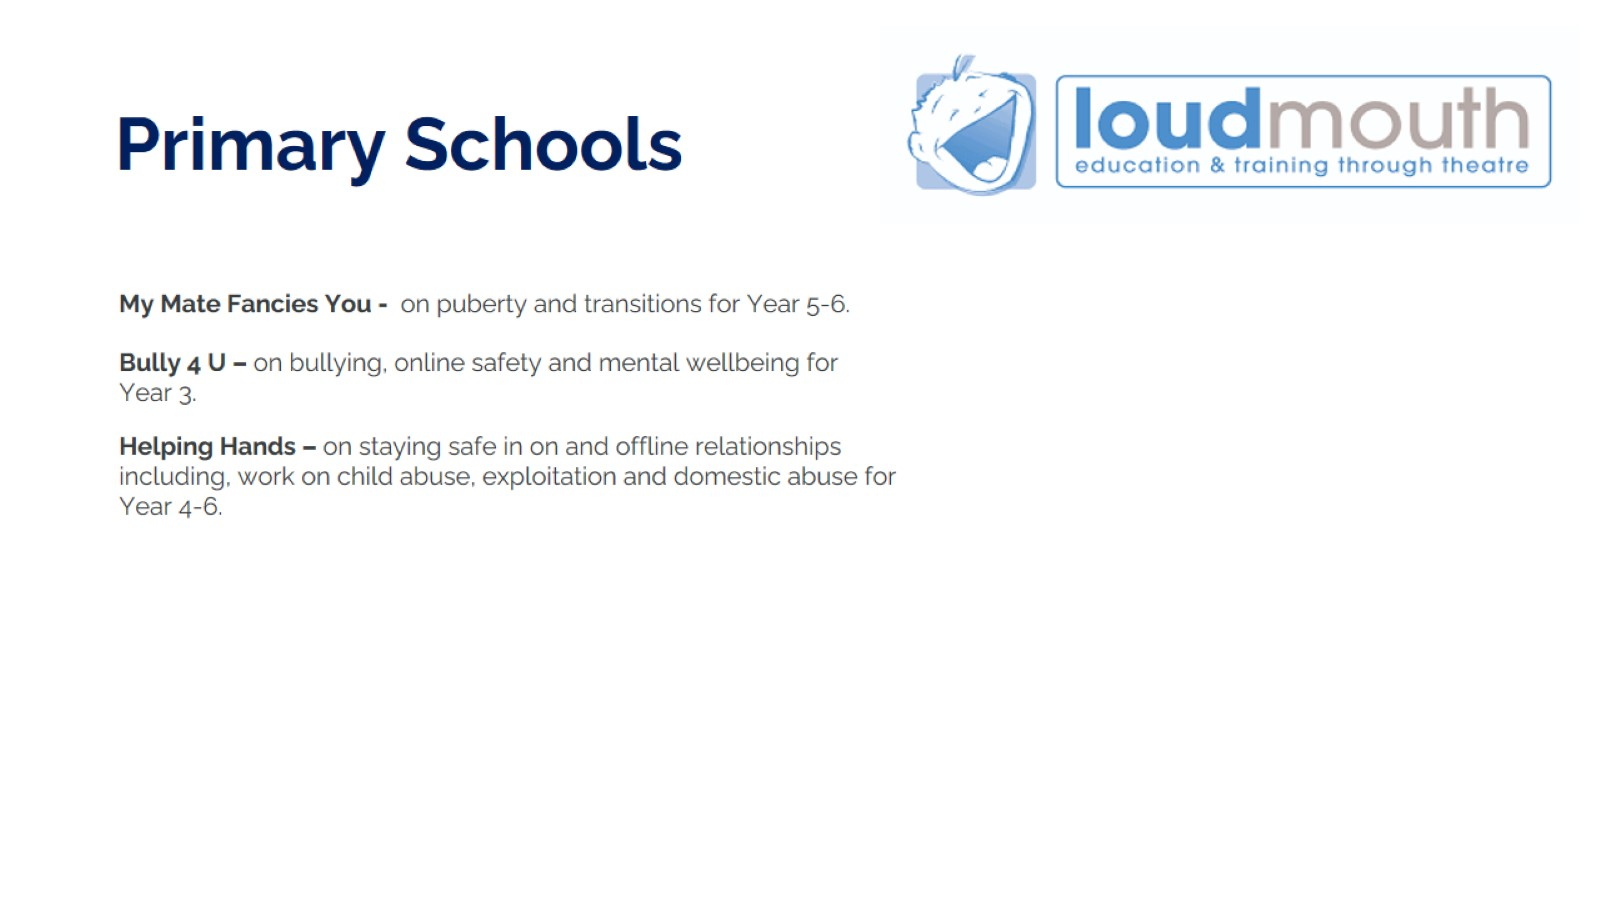 Primary Schools
loudmouth
education & training through theatre
My Mate Fancies You -  on puberty and transitions for Year 5-6.
Bully 4 U – on bullying, online safety and mental wellbeing for
Year 3.
Helping Hands – on staying safe in on and offline relationships
including, work on child abuse, exploitation and domestic abuse for
Year 4-6.